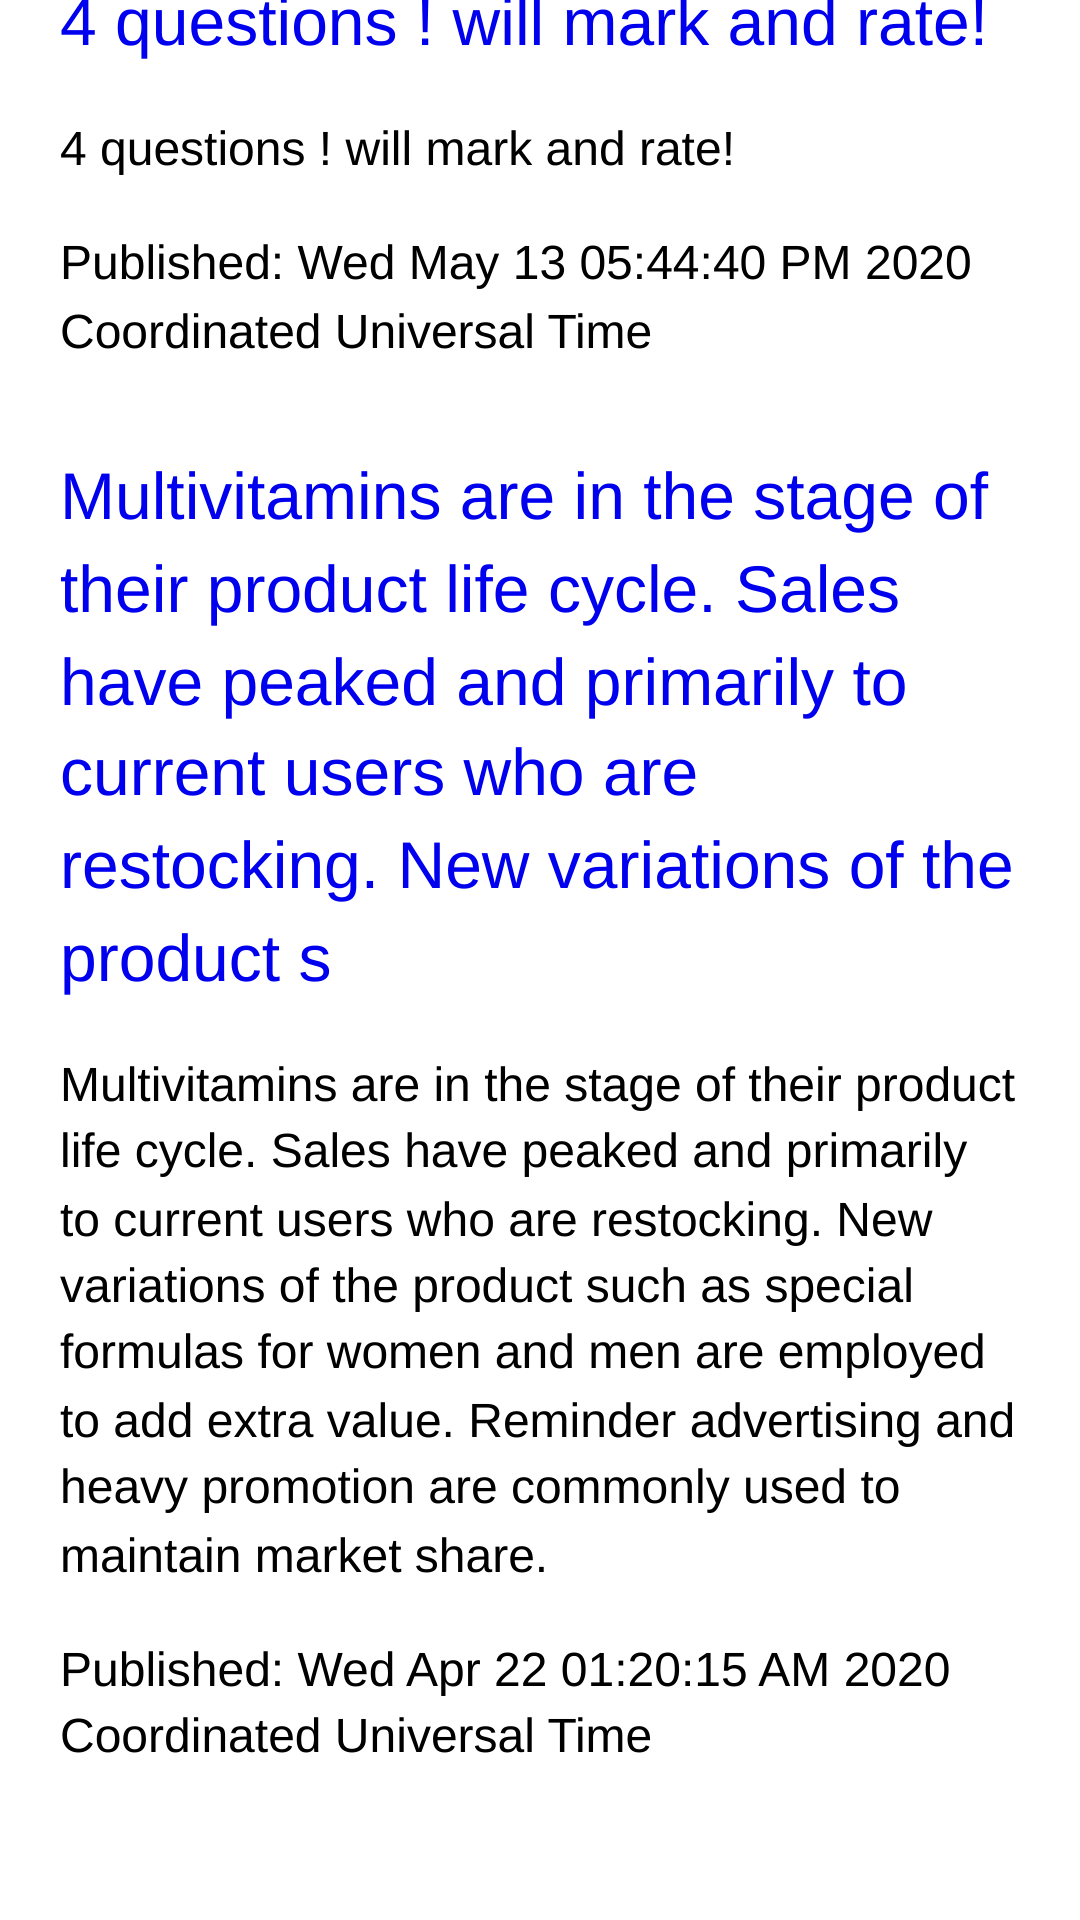 4 questions ! will mark and rate!
4 questions ! will mark and rate!
Published: Wed May 13 05:44:40 PM 2020
Coordinated Universal Time
Multivitamins are in the stage of
their product life cycle. Sales
have peaked and primarily to
current users who are
restocking. New variations of the
product s
Multivitamins are in the stage of their product
life cycle. Sales have peaked and primarily
to current users who are restocking. New
variations of the product such as special
formulas for women and men are employed
to add extra value. Reminder advertising and
heavy promotion are commonly used to
maintain market share.
Published: Wed Apr 22 01:20:15 AM 2020
Coordinated Universal Time